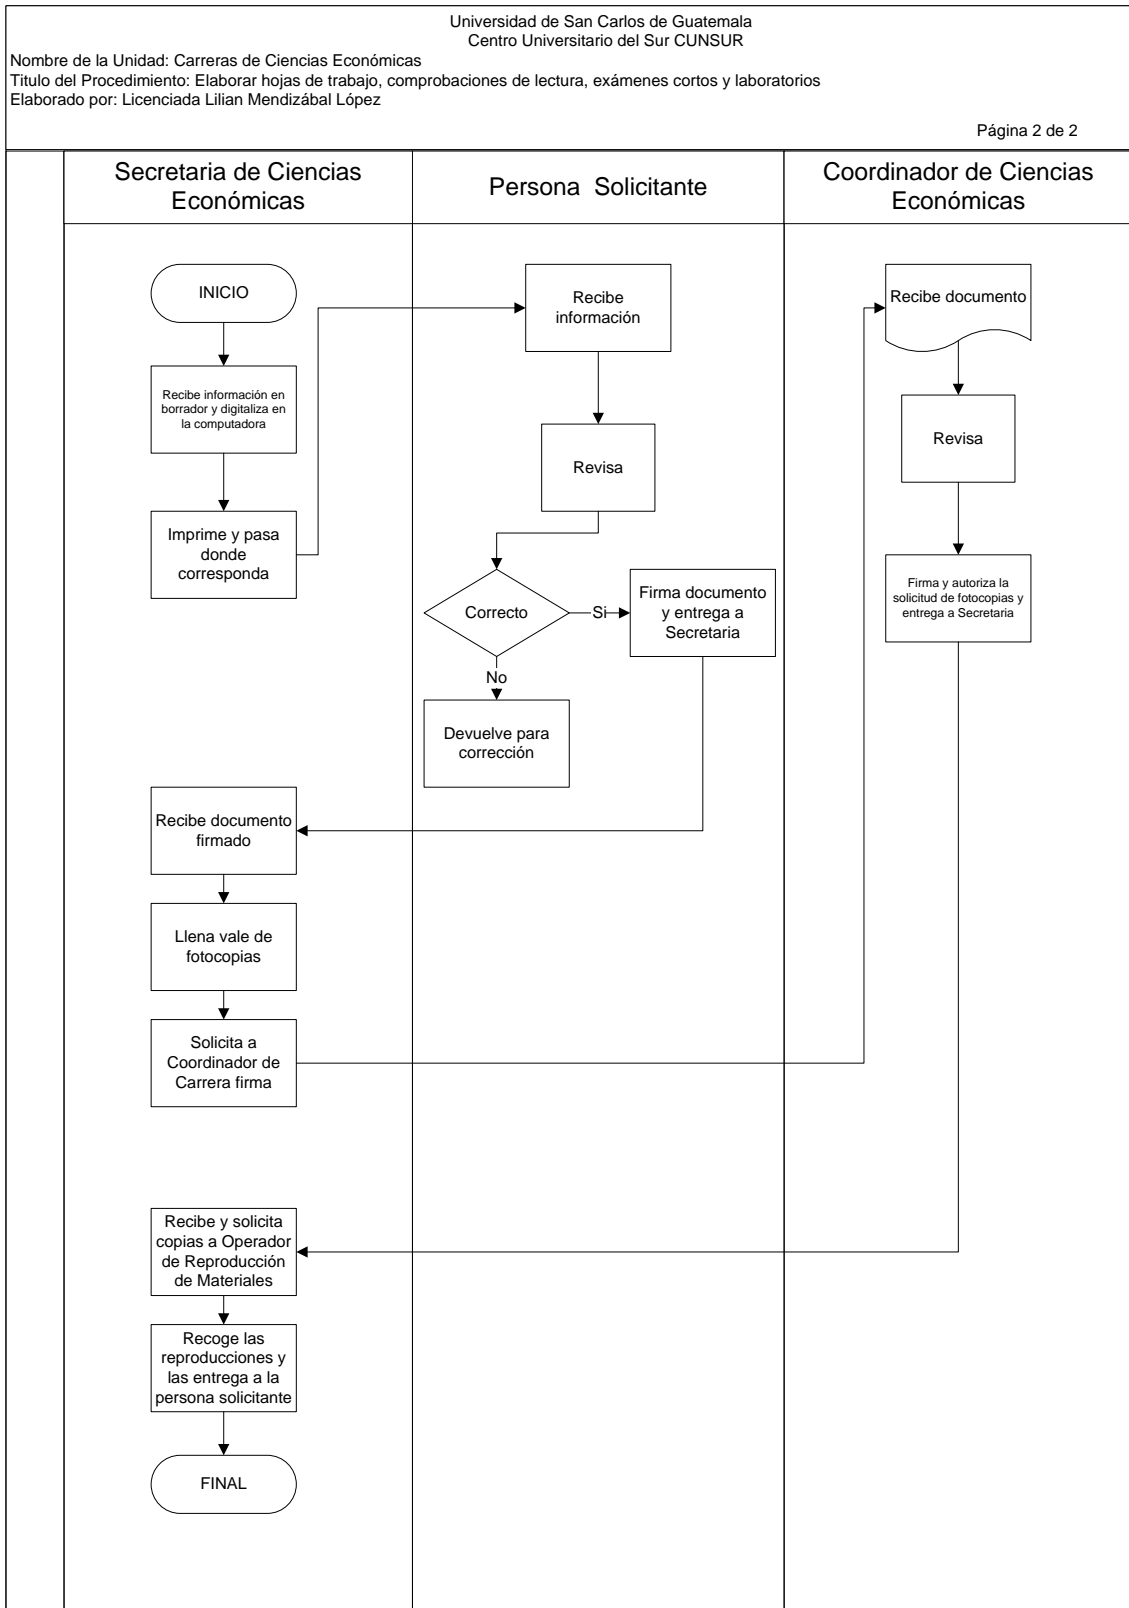 Universidad de San Carlos de Guatemala
Centro Universitario del Sur CUNSUR
Nombre de la Unidad: Carreras de Ciencias Económicas
Titulo del Procedimiento: Elaborar hojas de trabajo, comprobaciones de lectura, exámenes cortos y laboratorios
Elaborado por: Licenciada Lilian Mendizábal López
Página 2 de 2
Secretaria de Ciencias
Económicas
Persona Solicitante
Coordinador de Ciencias
Económicas
INICIO
Recibe información en
borrador y digitaliza en
la computadora
Imprime y pasa
donde
corresponda
Recibe
información
Revisa
Correcto
Si
Firma documento
y entrega a
Secretaria
No
Devuelve para
corrección
Recibe documento
firmado
Llena vale de
fotocopias
Solicita a
Coordinador de
Carrera firma
Recibe documento
Revisa
Firma y autoriza la
solicitud de fotocopias y
entrega a Secretaria
Recibe y solicita
copias a Operador
de Reproducción
de Materiales
Recoge las
reproducciones y
las entrega a la
persona solicitante
FINAL